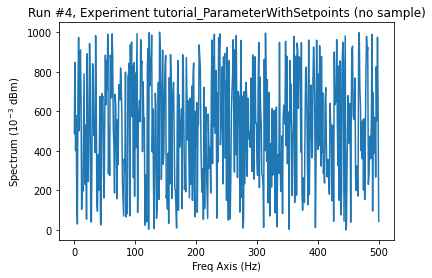 Run #4, Experiment tutorial_ParameterWithSetpoints (no sample)
Spectrum (10⁻³ dBm)
1000
800
600
400
200
0
0 100 200 300 400 500
Freq Axis (Hz)